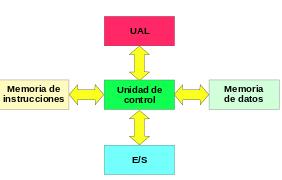 UAL
Memoria de
instrucciones
Unidad de
control
Memoria
de datos
E/S